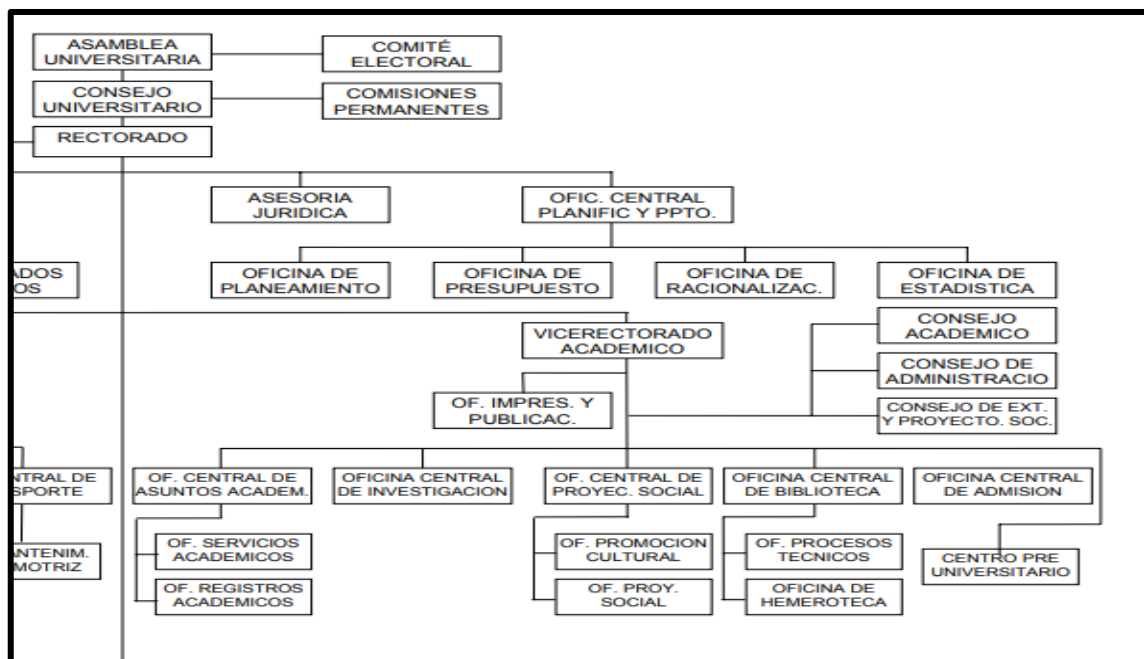 ASAMBLEA
UNIVERSITARIA
COMITÉ
ELECTORAL
CONSEJO
UNIVERSITARIO
COMISIONES
PERMANENTES
RECTORADO
ASESORIA
JURIDICA
OFIC. CENTRAL
PLANIFIC Y PPTO.
ADOS
OS
OFICINA DE
PLANEAMIENTO
OFICINA DE
PRESUPUESTO
OFICINA DE
RACIONALIZAC.
OFICINA DE
ESTADISTICA
CONSEJO
ACADEMICO
VICERECTORADO
ACADEMICO
CONSEJO DE
ADMINISTRACIO
OF. IMPRES. Y
PUBLICAC.
CONSEJO DE EXT.
Y PROYECTO. SOC.
NTRAL DE
SPORTE
OF. CENTRAL DE
ASUNTOS ACADEM.
OFICINA CENTRAL
DE INVESTIGACION
OF. CENTRAL DE
PROYEC. SOCIAL
OFICINA CENTRAL
DE BIBLIOTECA
OFICINA CENTRAL
DE ADMISION
ANTENIM.
MOTRIZ
OF. SERVICIOS
ACADEMICOS
OF. PROMOCION
CULTURAL
OF. PROCESOS
TECNICOS
CENTRO PRE
UNIVERSITARIO
OF. REGISTROS
ACADEMICOS
OF. PROY.
SOCIAL
OFICINA DE
HEMEROTECA